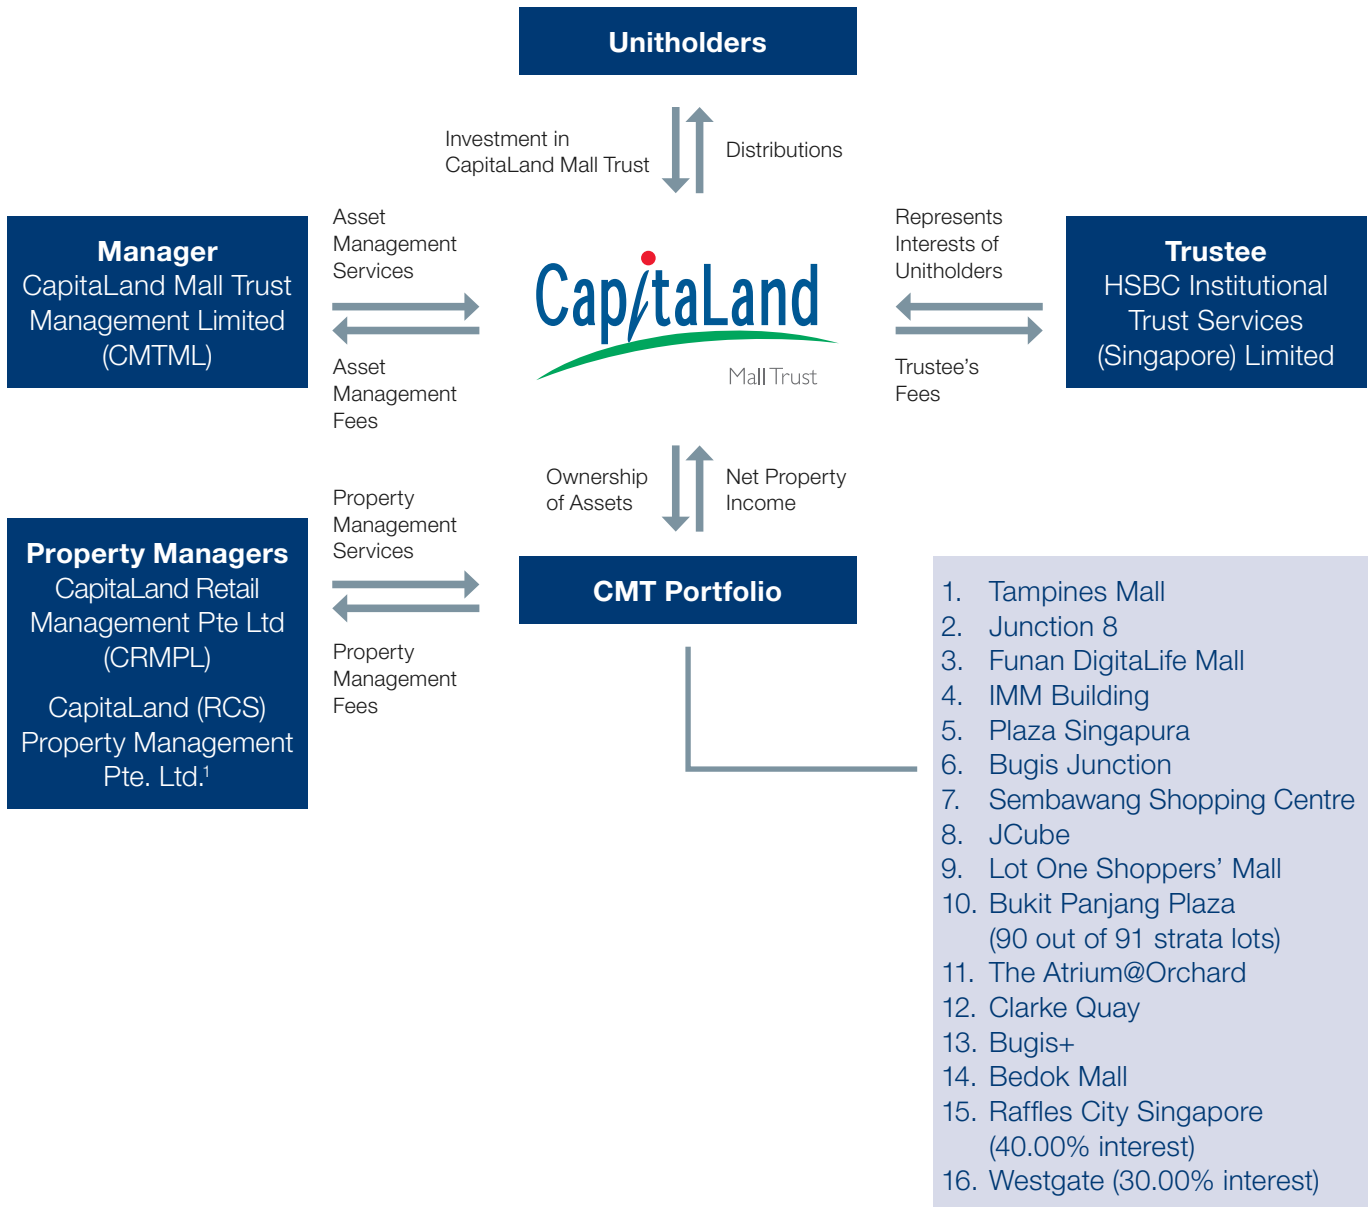 Unitholders
Investment in
CapitaLand Mall Trust
Distributions
Manager
CapitaLand Mall Trust
Management Limited
(CMTML)
Asset
Management
Services
Asset
Management
Fees
CapitaLand
Mall Trust
Represents
Interests of
Unitholders
Trustee's
Fees
Trustee
HSBC Institutional
Trust Services
(Singapore) Limited
Ownership
of Assets
Net Property
Income
Property Managers
CapitaLand Retail
Management Pte Ltd
(CRMPL)
CapitaLand (RCS)
Property Management
Pte. Ltd.¹
Property
Management
Services
Property
Management
Fees
CMT Portfolio
1. Tampines Mall
2. Junction 8
3. Funan DigitaLife Mall
4. IMM Building
5. Plaza Singapura
6. Bugis Junction
7. Sembawang Shopping Centre
8. JCube
9. Lot One Shoppers' Mall
10. Bukit Panjang Plaza
(90 out of 91 strata lots)
11. The Atrium@Orchard
12. Clarke Quay
13. Bugis+
14. Bedok Mall
15. Raffles City Singapore
(40.00% interest)
16. Westgate (30.00% interest)